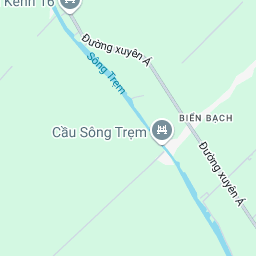 Kênh 16
Đường xuyên Á
Sông Trẹm
BIỂN BẠCH
Cầu Sông Trẹm
Đường xuyên Á